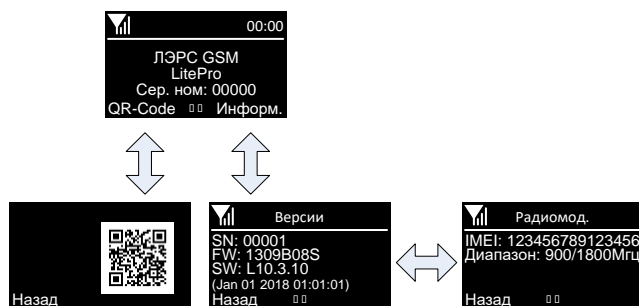 00:00
ЛЭРС GSM
LitePro
Сер. ном: 00000
QR-Code Информ.
Назад
Версии
SN: 00001
FW: 1309B08S
SW: L10.3.10
(Jan 01 2018 01:01:01)
Назад
Радиомод.
IMEI: 123456789123456
Диапазон: 900/1800Мгц
Назад